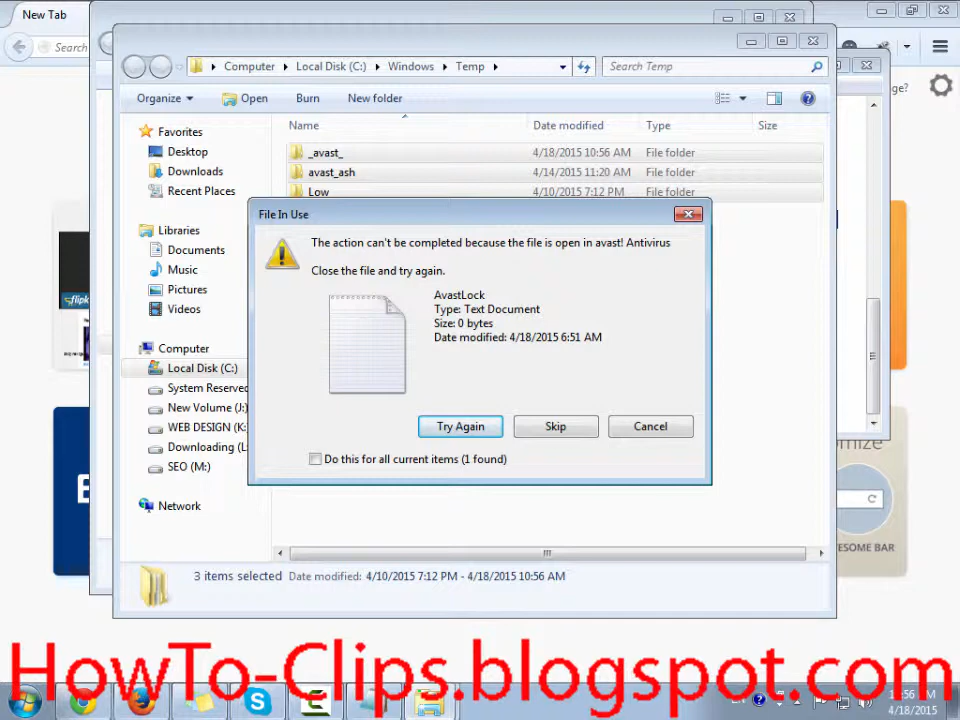 New Tab
Search
ge?
Computer ▸ Local Disk (C:) ▸ Windows ▸ Temp ▸
Search Temp
Organize
Open
Burn
New folder
Name
Date modified
Type
Size
Favorites
Desktop
Downloads
Recent Places
Libraries
Documents
Music
Pictures
Videos
Computer
Local Disk (C:)
System Reserved
New Volume (J:)
WEB DESIGN (K:
Downloading (L:
SEO (M:)
Network
_avast_ 4/18/2015 10:56 AM File folder
avast_ash 4/14/2015 11:20 AM File folder
Low 4/10/2015 7:12 PM File folder
File In Use
The action can't be completed because the file is open in avast! Antivirus
Close the file and try again.
AvastLock
Type: Text Document
Size: 0 bytes
Date modified: 4/18/2015 6:51 AM
Try Again
Skip
Cancel
Do this for all current items (1 found)
3 items selected Date modified: 4/10/2015 7:12 PM - 4/18/2015 10:56 AM
flipk
ESOME BAR
HowTo-Clips.blogspot.com
4/18/2015